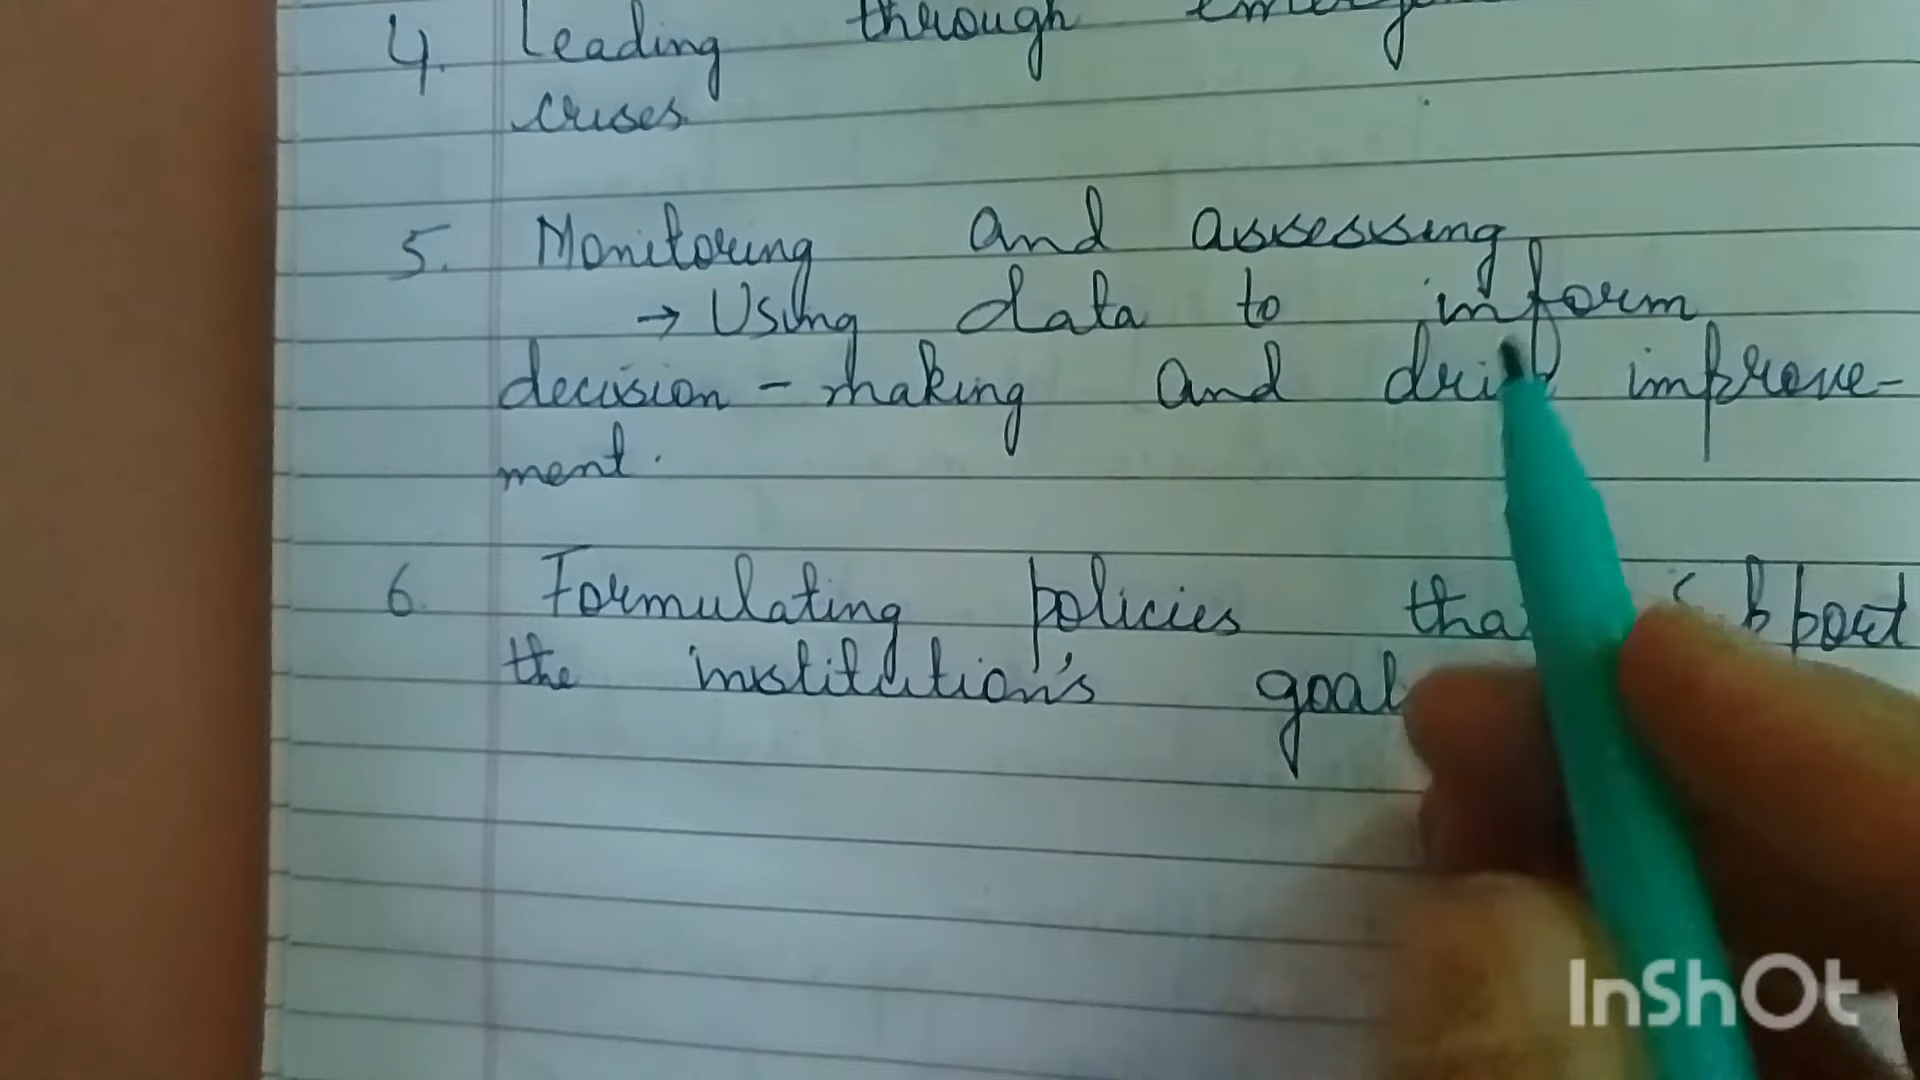 4. Leading through
crises
5. Monitoring and assessing
→ Using data to inform
decision - making and improve-
ment.
6. Formulating policies
the institution's goal
InShOt